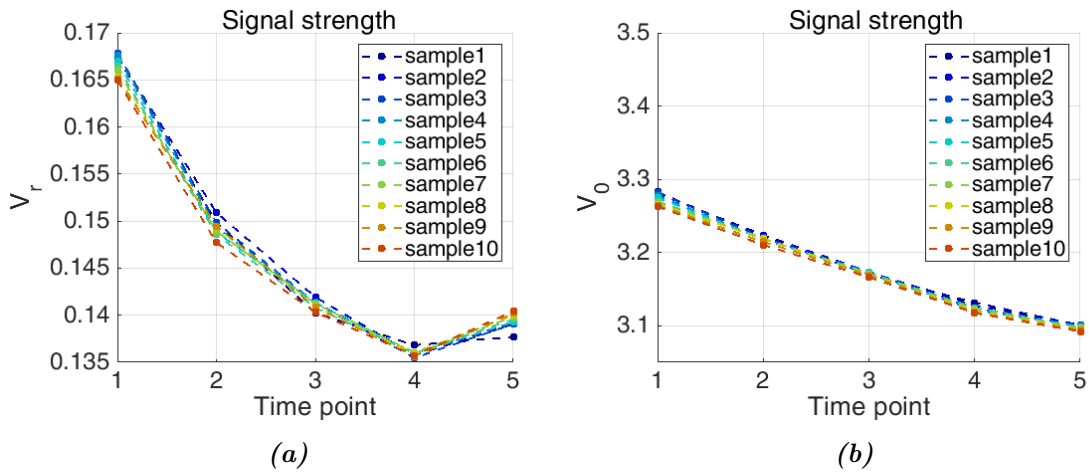 Signal strength
V_r
0.17
0.165
0.16
0.155
0.15
0.145
0.14
0.135
1 2 3 4 5
Time point
sample1
sample2
sample3
sample4
sample5
sample6
sample7
sample8
sample9
sample10
(a)
Signal strength
V_0
3.5
3.4
3.3
3.2
3.1
1 2 3 4 5
Time point
sample1
sample2
sample3
sample4
sample5
sample6
sample7
sample8
sample9
sample10
(b)